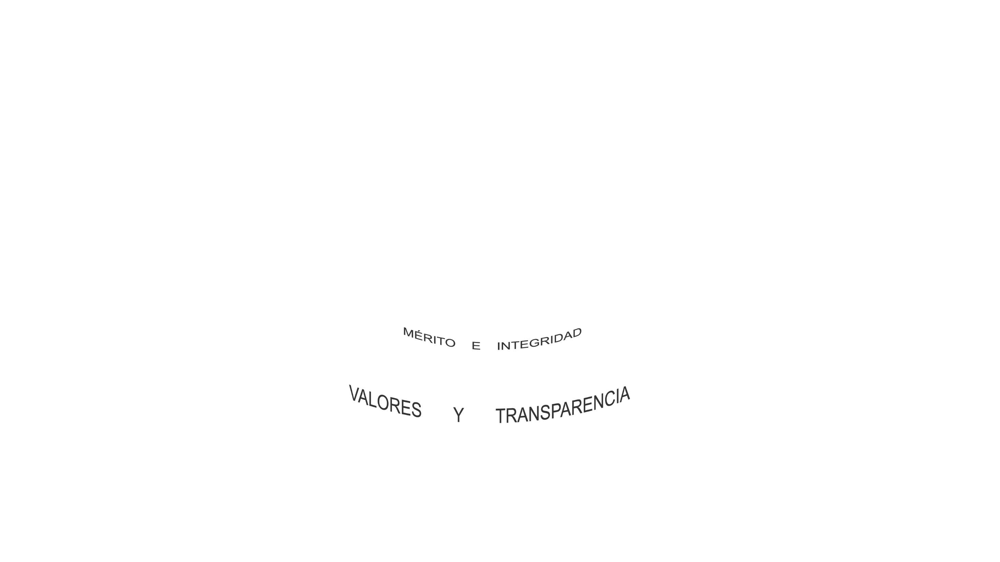 MÉRITO E INTEGRIDAD
VALORES Y TRANSPARENCIA